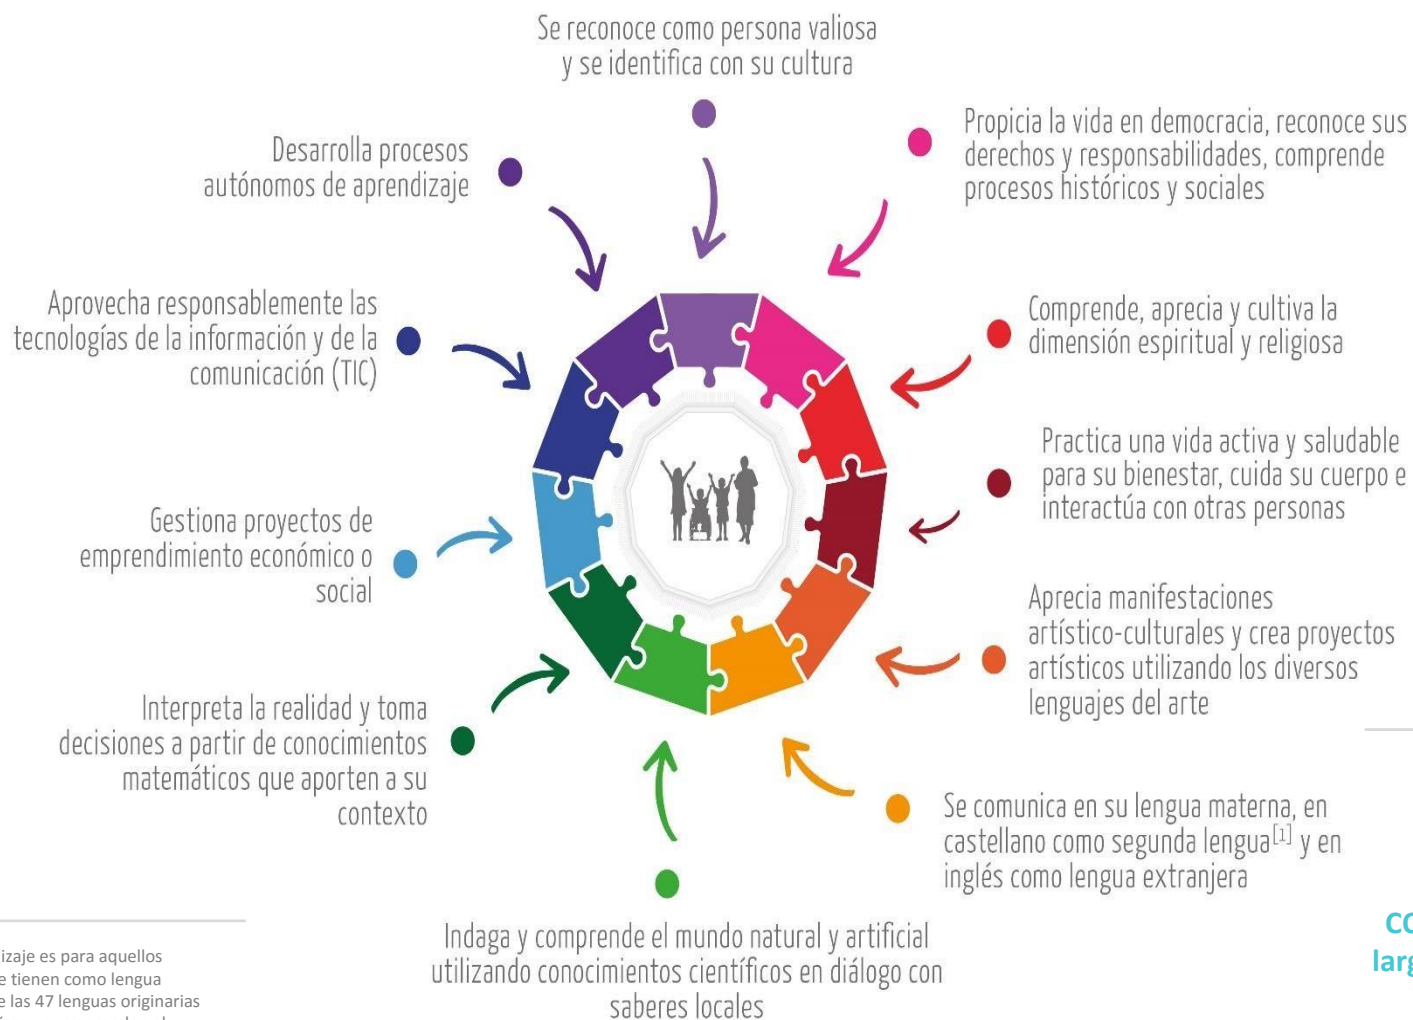 Se reconoce como persona valiosa
y se identifica con su cultura
Propicia la vida en democracia, reconoce sus
derechos y responsabilidades, comprende
procesos históricos y sociales
Desarrolla procesos
autónomos de aprendizaje
Comprende, aprecia y cultiva la
dimensión espiritual y religiosa
Aprovecha responsablemente las
tecnologías de la información y de la
comunicación (TIC)
Practica una vida activa y saludable
para su bienestar, cuida su cuerpo e
interactúa con otras personas
Gestiona proyectos de
emprendimiento económico o
social
Aprecia manifestaciones
artístico-culturales y crea proyectos
artísticos utilizando los diversos
lenguajes del arte
Interpreta la realidad y toma
decisiones a partir de conocimientos
matemáticos que aporten a su
contexto
Se comunica en su lengua materna, en
castellano como segunda lengua[1] y en
inglés como lengua extranjera
Indaga y comprende el mundo natural y artificial
utilizando conocimientos científicos en diálogo con
saberes locales
izaje es para aquellos
e tienen como lengua
e las 47 lenguas originarias
CO
larg